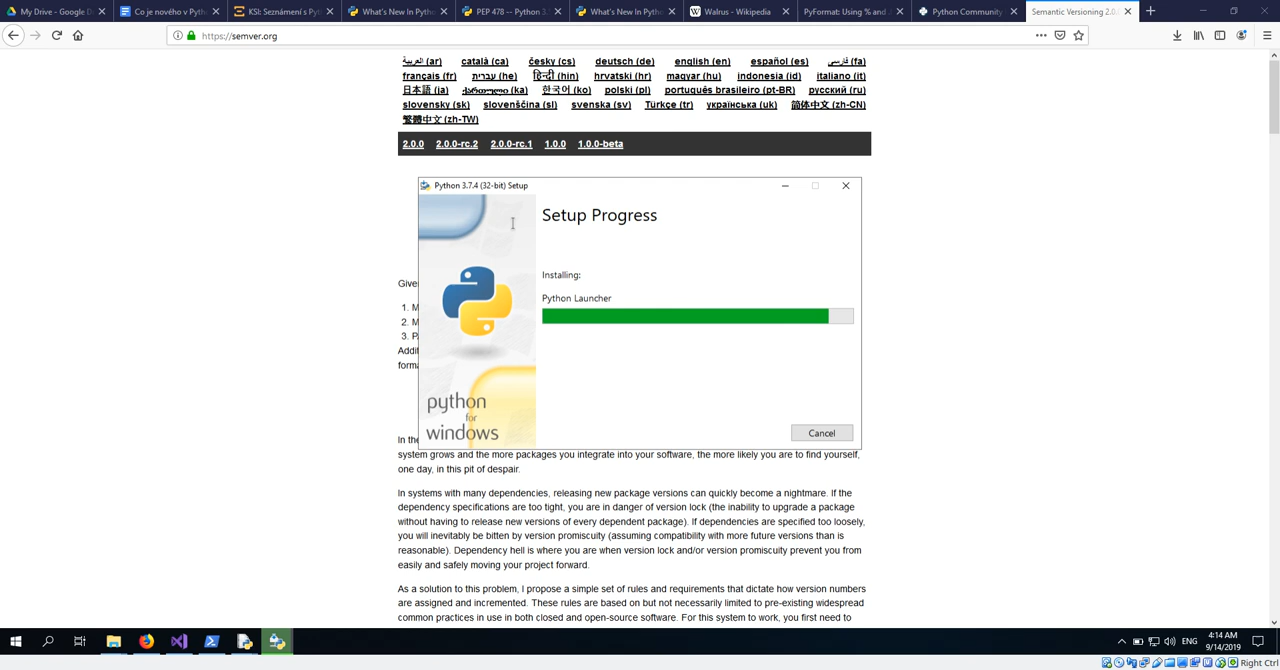 My Drive - Google D
Co je nového v Pyth
KSI: Seznámení s Pyt
What's New In Pytho
PEP 478 -- Python 3.
What's New In Pytho
Walrus - Wikipedia
PyFormat: Using % and .
Python Community
Semantic Versioning 2.0.
https://semver.org
العربية (ar) català (ca) česky (cs) deutsch (de) english (en) español (es) فارسی (fa)
français (fr) עברית (he) हिन्दी (hin) hrvatski (hr) magyar (hu) indonesia (id) italiano (it)
日本語 (ja) ქართული (ka) 한국어 (ko) polski (pl) português brasileiro (pt-BR) русский (ru)
slovensky (sk) slovenščina (sl) svenska (sv) Türkçe (tr) українська (uk) 简体中文 (zh-CN)
繁體中文 (zh-TW)
2.0.0 2.0.0-rc.2 2.0.0-rc.1 1.0.0 1.0.0-beta
Python 3.7.4 (32-bit) Setup
Setup Progress
Installing:
Python Launcher
python
for
windows
Cancel
Give
1. M
2. M
3. P
Addit
forma
In the
system grows and the more packages you integrate into your software, the more likely you are to find yourself,
one day, in this pit of despair.
In systems with many dependencies, releasing new package versions can quickly become a nightmare. If the
dependency specifications are too tight, you are in danger of version lock (the inability to upgrade a package
without having to release new versions of every dependent package). If dependencies are specified too loosely,
you will inevitably be bitten by version promiscuity (assuming compatibility with more future versions than is
reasonable). Dependency hell is where you are when version lock and/or version promiscuity prevent you from
easily and safely moving your project forward.
As a solution to this problem, I propose a simple set of rules and requirements that dictate how version numbers
are assigned and incremented. These rules are based on but not necessarily limited to pre-existing widespread
common practices in use in both closed and open-source software. For this system to work, you first need to
ENG
4:14 AM
9/14/2019
Right Ctrl